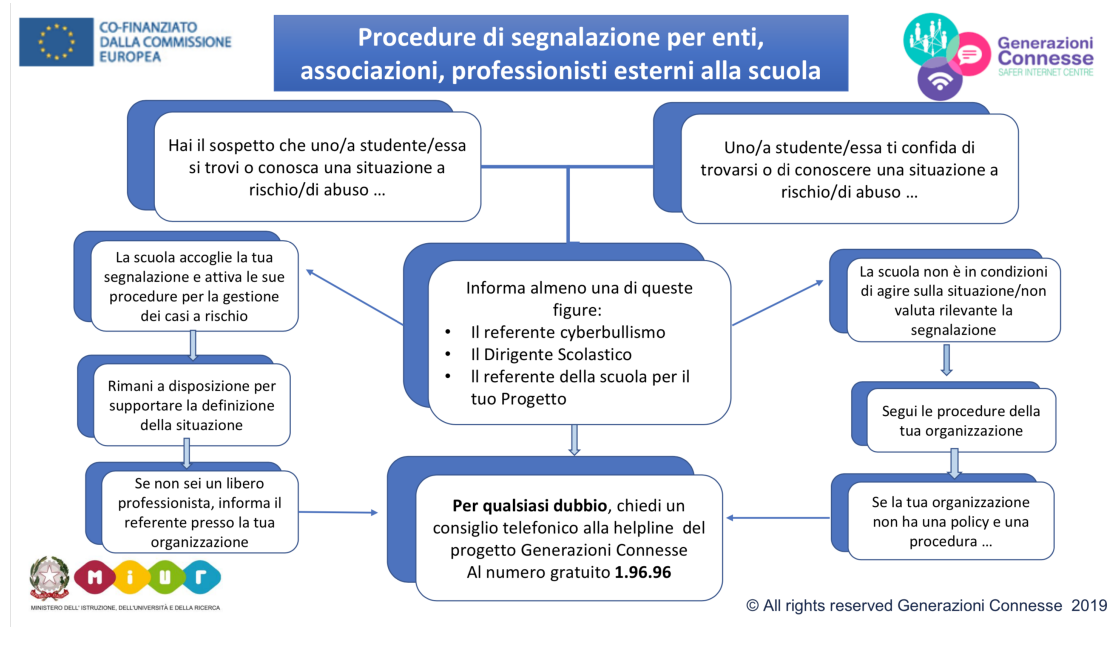 CO-FINANZIATO
DALLA COMMISSIONE
EUROPEA
Procedure di segnalazione per enti,
associazioni, professionisti esterni alla scuola
Generazioni
Connesse
SAFER INTERNET CENTRE
Hai il sospetto che uno/a studente/essa
si trovi o conosca una situazione a
rischio/di abuso ...
Uno/a studente/essa ti confida di
trovarsi o di conoscere una situazione a
rischio/di abuso ...
La scuola accoglie la tua
segnalazione e attiva le sue
procedure per la gestione
dei casi a rischio
Informa almeno una di queste
figure:
• Il referente cyberbullismo
• Il Dirigente Scolastico
• Il referente della scuola per il
tuo Progetto
La scuola non è in condizioni
di agire sulla situazione/non
valuta rilevante la
segnalazione
Rimani a disposizione per
supportare la definizione
della situazione
Segui le procedure della
tua organizzazione
Se non sei un libero
professionista, informa il
referente presso la tua
organizzazione
Per qualsiasi dubbio, chiedi un
consiglio telefonico alla helpline del
progetto Generazioni Connesse
Al numero gratuito 1.96.96
Se la tua organizzazione
non ha una policy e una
procedura ...
MIUr
MINISTERO DELL' ISTRUZIONE, DELL'UNIVERSITÀ E DELLA RICERCA
© All rights reserved Generazioni Connesse 2019